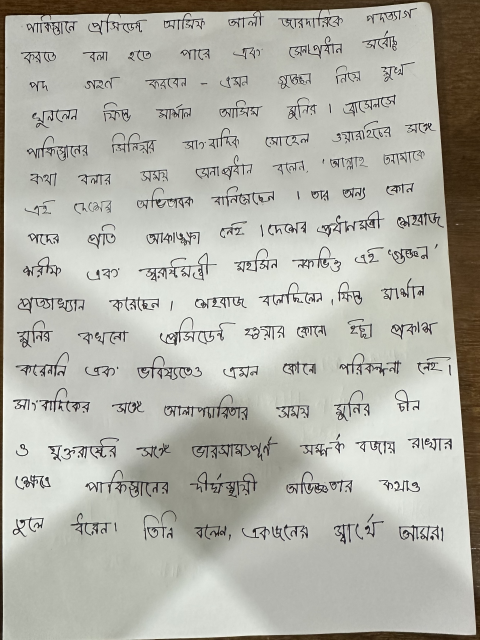 পাকিস্তানে প্রেসিডেন্ট আসিফ আলী জারদারিকে পদত্যাগ
করতে বলা হতে পারে এবং সেনাপ্রধান সর্বোচ্চ
পদ গ্রহণ করবেন - এমন গুঞ্জন নিয়ে মুখ
খুললেন ফিল্ড মার্শাল আসিম মুনির। ব্রাসেলসে
পাকিস্তানের সিনিয়র সাংবাদিক সোহেল ওয়ারাইচের সঙ্গে
কথা বলার সময় সেনাপ্রধান বলেন, 'আল্লাহ আমাকে
এই দেশের অভিভাবক বানিয়েছেন। তার অন্য কোন
পদের প্রতি আকাঙ্ক্ষা নেই। দেশের প্রধানমন্ত্রী শেহবাজ
শরীফ এবং স্বরাষ্ট্রমন্ত্রী মহসিন নকভিও এই 'গুঞ্জন'
প্রত্যাখ্যান করেছেন। শেহবাজ বলেছিলেন, ফিল্ড মার্শাল
মুনির কখনো প্রেসিডেন্ট হওয়ার কোনো ইচ্ছা প্রকাশ
করেননি এবং ভবিষ্যতেও এমন কোনো পরিকল্পনা নেই।
সাংবাদিকের সঙ্গে আলাপচারিতার সময় মুনির চীন
ও যুক্তরাষ্ট্রের সঙ্গে ভারসাম্যপূর্ণ সম্পর্ক বজায় রাখার
ক্ষেত্রে পাকিস্তানের দীর্ঘস্থায়ী অভিজ্ঞতার কথাও
তুলে ধরেন। তিনি বলেন, একজনের স্বার্থে আমরা